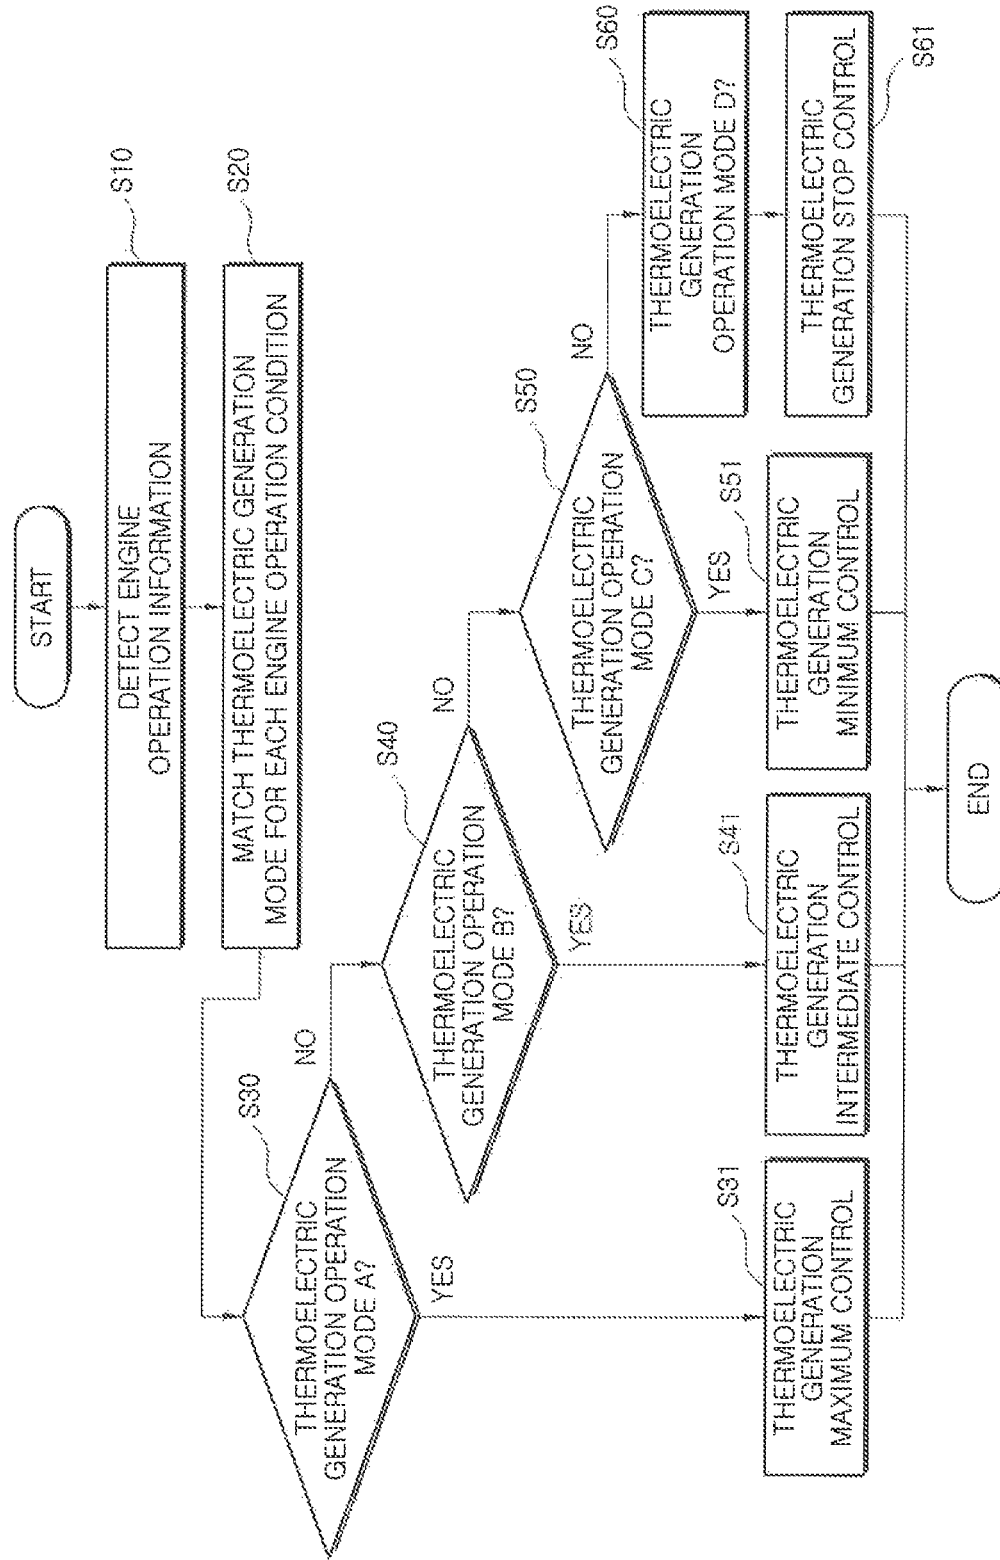 START
DETECT ENGINE
OPERATION INFORMATION
S10
MATCH THERMOELECTRIC GENERATION
MODE FOR EACH ENGINE OPERATION CONDITION
S20
THERMOELECTRIC
GENERATION OPERATION
MODE A?
S30
NO
YES
THERMOELECTRIC
GENERATION OPERATION
MODE B?
S40
NO
YES
THERMOELECTRIC
GENERATION OPERATION
MODE C?
S50
NO
YES
THERMOELECTRIC
GENERATION
OPERATION MODE D?
S60
THERMOELECTRIC
GENERATION
MAXIMUM CONTROL
S31
THERMOELECTRIC
GENERATION
INTERMEDIATE CONTROL
S41
THERMOELECTRIC
GENERATION
MINIMUM CONTROL
S51
THERMOELECTRIC
GENERATION STOP CONTROL
S61
END